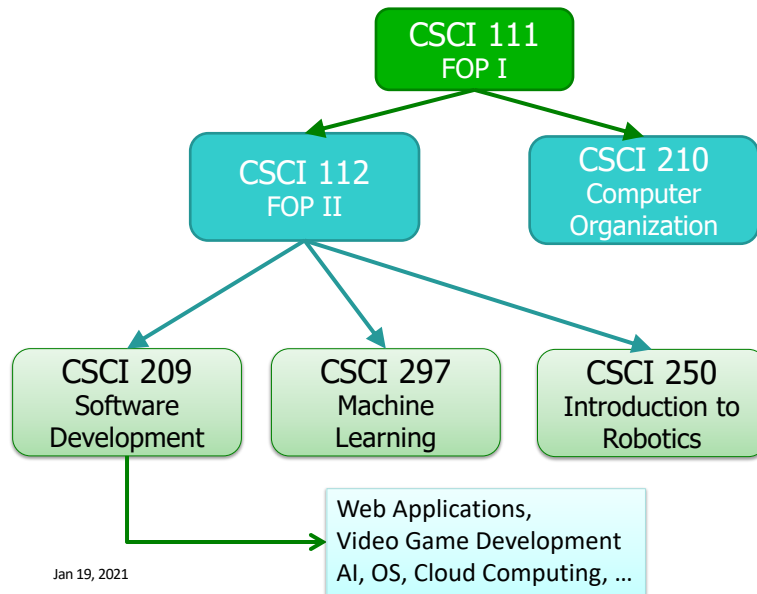 CSCI 111
FOP I
CSCI 112
FOP II
CSCI 210
Computer
Organization
CSCI 209
Software
Development
CSCI 297
Machine
Learning
CSCI 250
Introduction to
Robotics
Web Applications,
Video Game Development
AI, OS, Cloud Computing, …
Jan 19, 2021